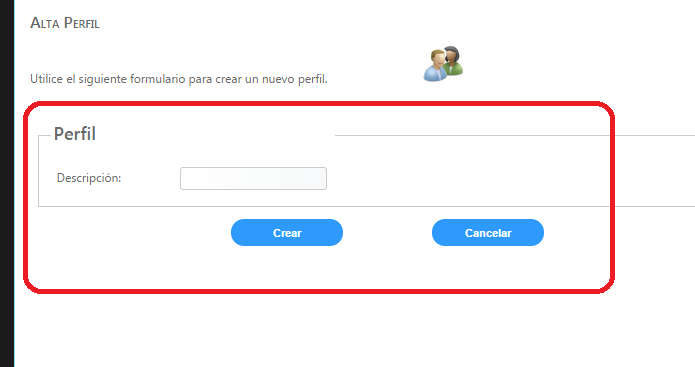 Alta Perfil
Utilice el siguiente formulario para crear un nuevo perfil.
Perfil
Descripción:
Crear Cancelar